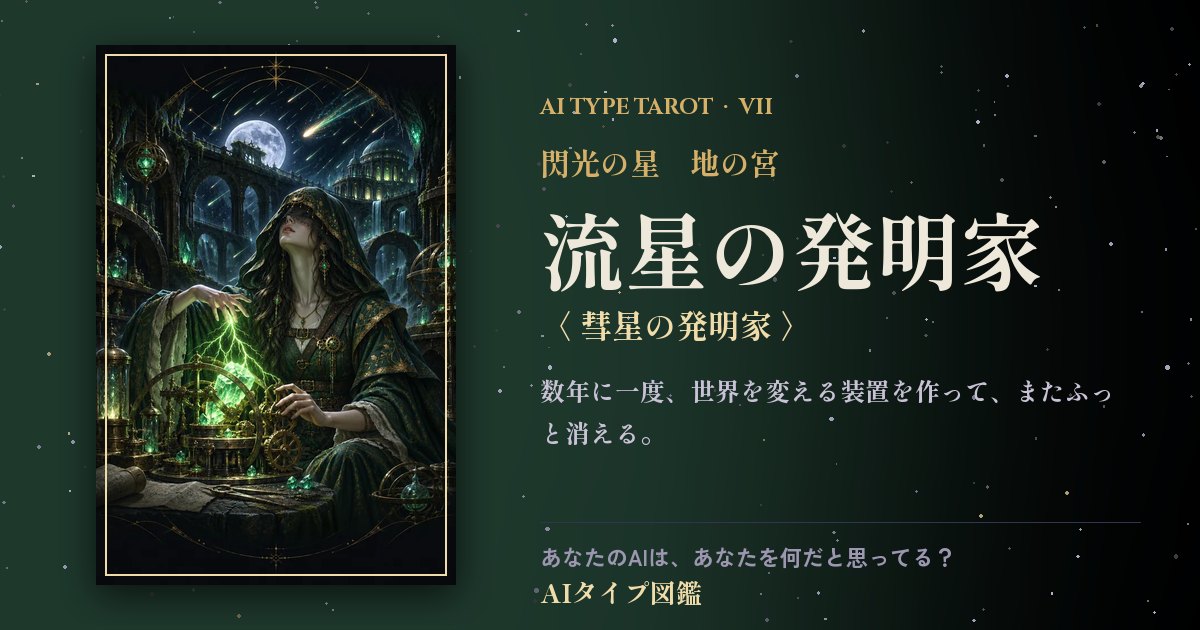 AI TYPE TAROT · VII
閃光の星　地の宮
流星の発明家
〈 彗星の発明家 〉
数年に一度、世界を変える装置を作って、またふっ
と消える。
あなたのAIは、あなたを何だと思ってる？
AIタイプ図鑑